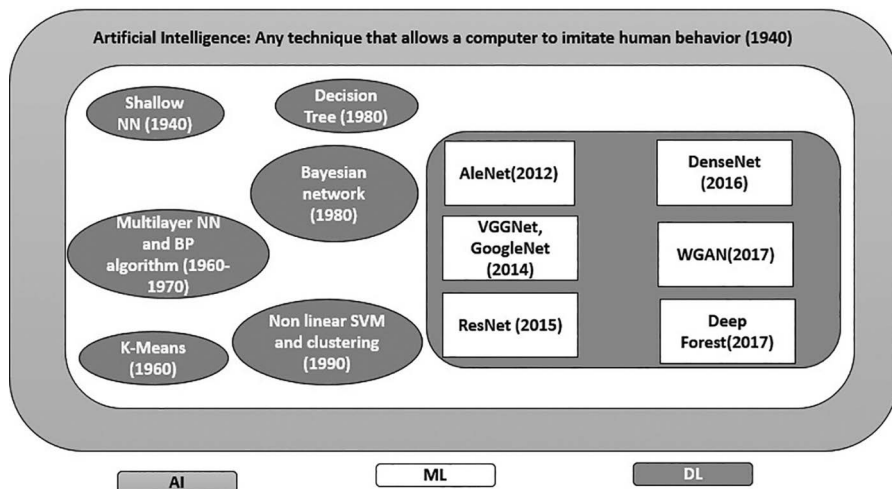 Artificial Intelligence: Any technique that allows a computer to imitate human behavior (1940)
Shallow
NN (1940)
Decision
Tree (1980)
Bayesian
network
(1980)
Multilayer NN
and BP
algorithm (1960-
1970)
K-Means
(1960)
Non linear SVM
and clustering
(1990)
AleNet(2012)
VGGNet,
GoogleNet
(2014)
ResNet (2015)
DenseNet
(2016)
WGAN(2017)
Deep
Forest(2017)
AI
ML
DL